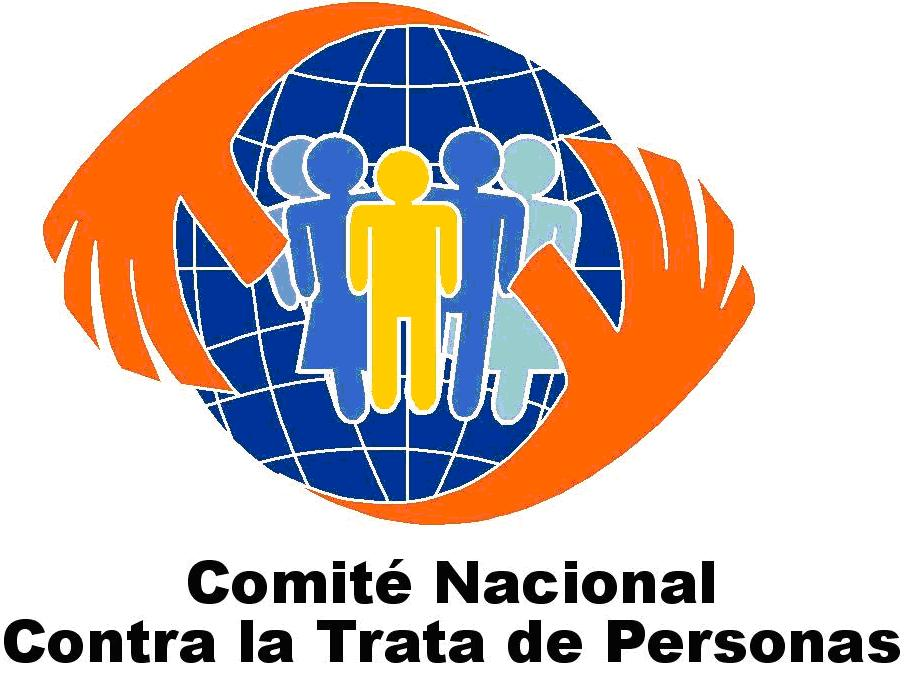 Comité Nacional
Contra la Trata de Personas